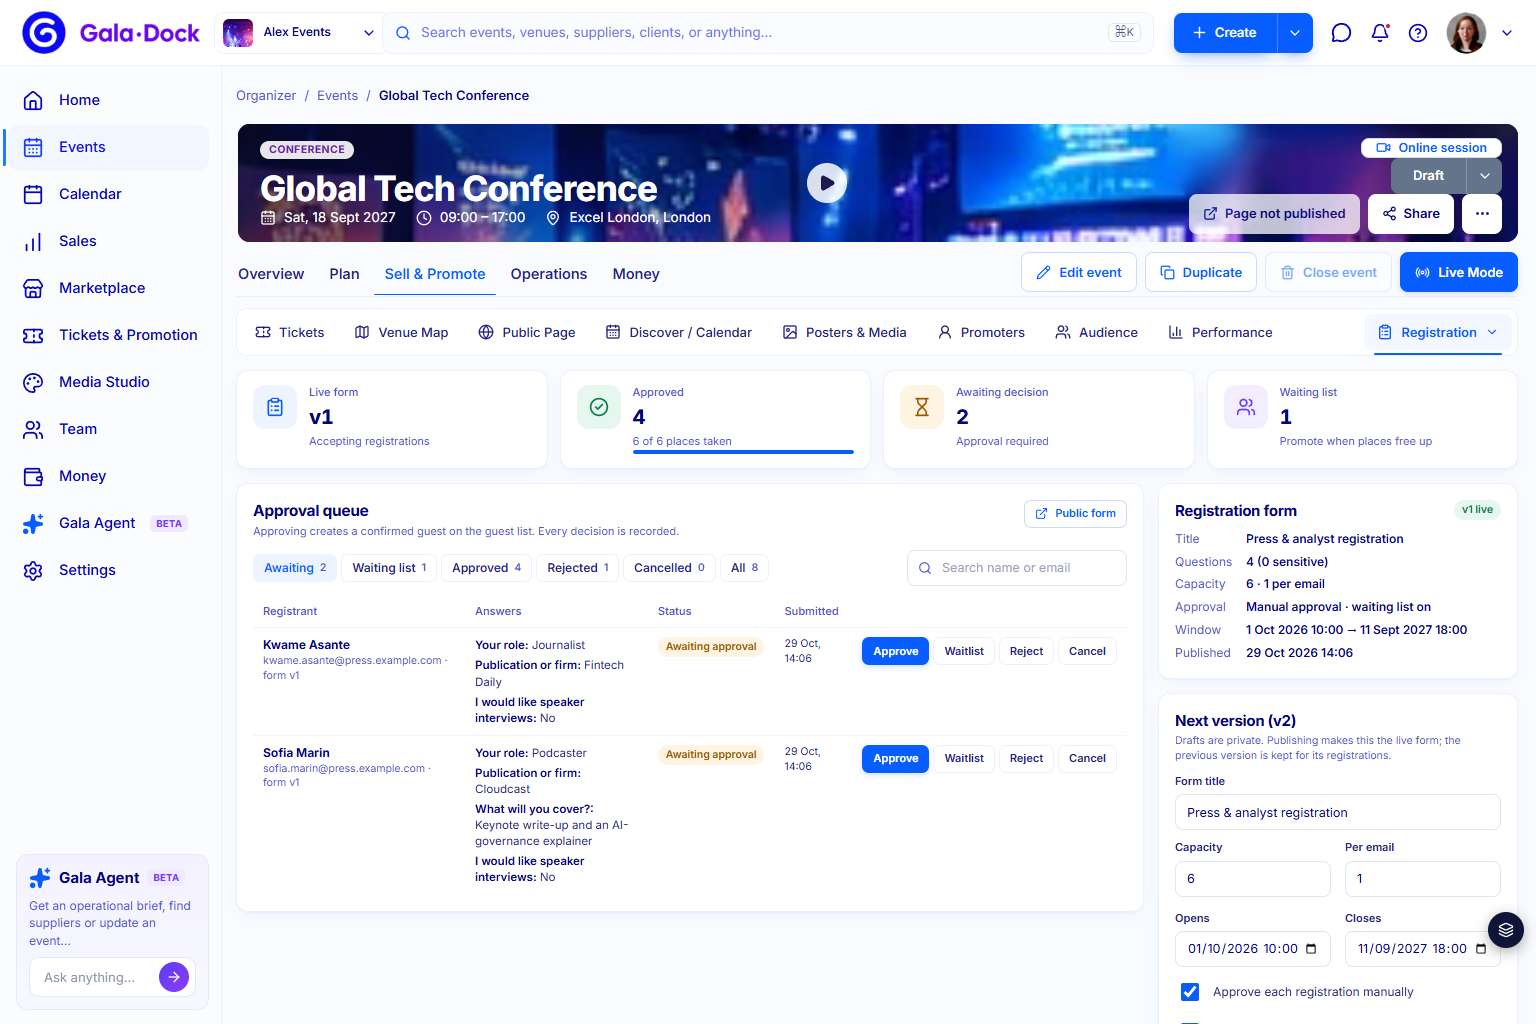 Gala·Dock
Alex Events
Search events, venues, suppliers, clients, or anything...
⌘K
Create
Home
Events
Calendar
Sales
Marketplace
Tickets & Promotion
Media Studio
Team
Money
Gala Agent BETA
Settings
Gala Agent BETA
Get an operational brief, find
suppliers or update an
event...
Ask anything...
Organizer / Events / Global Tech Conference
CONFERENCE
Global Tech Conference
Sat, 18 Sept 2027 09:00 – 17:00 Excel London, London
Online session
Draft
Page not published
Share
Overview Plan Sell & Promote Operations Money
Edit event
Duplicate
Close event
Live Mode
Tickets Venue Map Public Page Discover / Calendar Posters & Media Promoters Audience Performance Registration
Live form
v1
Accepting registrations
Approved
4
6 of 6 places taken
Awaiting decision
2
Approval required
Waiting list
1
Promote when places free up
Approval queue
Approving creates a confirmed guest on the guest list. Every decision is recorded.
Public form
Awaiting 2 Waiting list 1 Approved 4 Rejected 1 Cancelled 0 All 8
Search name or email
Registrant Answers Status Submitted
Kwame Asante
kwame.asante@press.example.com ·
form v1
Your role: Journalist
Publication or firm: Fintech
Daily
I would like speaker
interviews: No
Awaiting approval
29 Oct,
14:06
Approve Waitlist Reject Cancel
Sofia Marin
sofia.marin@press.example.com ·
form v1
Your role: Podcaster
Publication or firm:
Cloudcast
What will you cover?:
Keynote write-up and an AI-
governance explainer
I would like speaker
interviews: No
Awaiting approval
29 Oct,
14:06
Approve Waitlist Reject Cancel
Registration form
v1 live
Title Press & analyst registration
Questions 4 (0 sensitive)
Capacity 6 · 1 per email
Approval Manual approval · waiting list on
Window 1 Oct 2026 10:00 → 11 Sept 2027 18:00
Published 29 Oct 2026 14:06
Next version (v2)
Drafts are private. Publishing makes this the live form; the
previous version is kept for its registrations.
Form title
Press & analyst registration
Capacity Per email
6 1
Opens Closes
01/10/2026 10:00 11/09/2027 18:00
Approve each registration manually